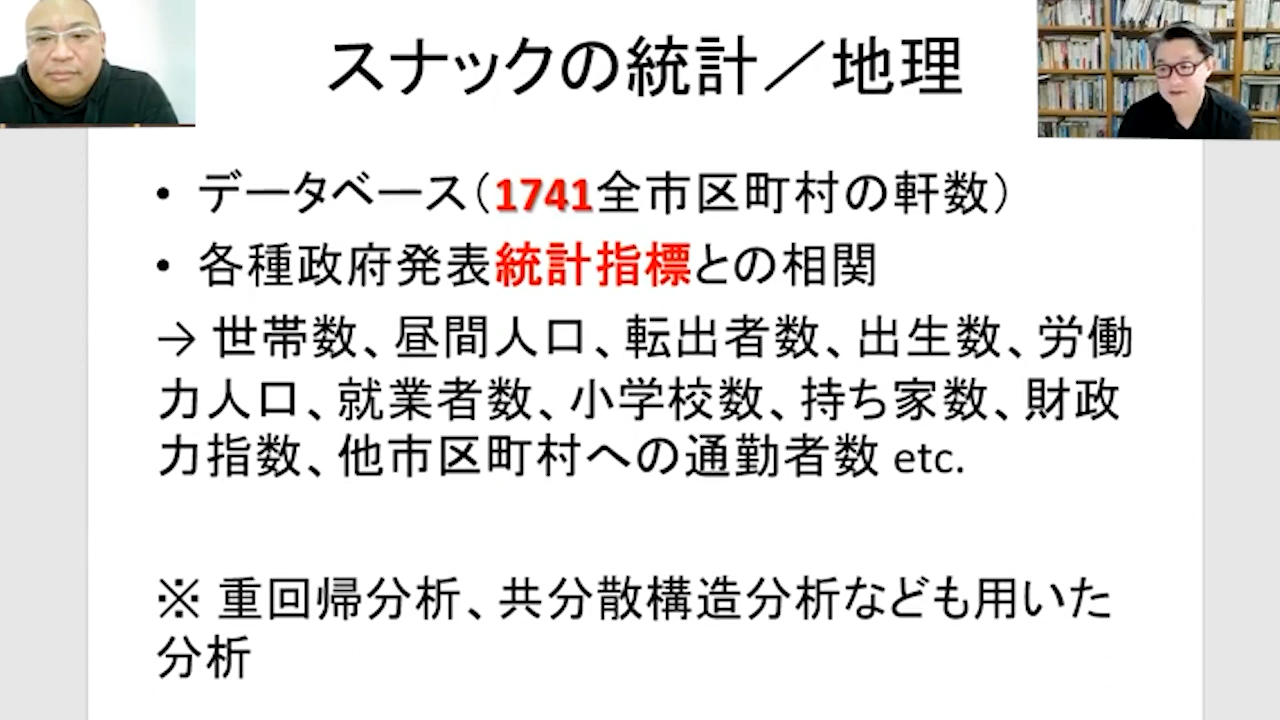 スナックの統計／地理
• データベース（1741全市区町村の軒数）
• 各種政府発表統計指標との相関
→ 世帯数、昼間人口、転出者数、出生数、労働
力人口、就業者数、小学校数、持ち家数、財政
力指数、他市区町村への通勤者数 etc.
※ 重回帰分析、共分散構造分析なども用いた
分析